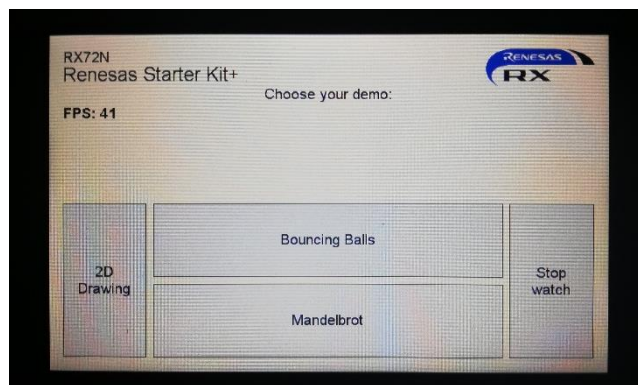 RX72N
Renesas Starter Kit+
RENESAS
RX
Choose your demo:
FPS: 41
Bouncing Balls
2D
Drawing
Stop
watch
Mandelbrot